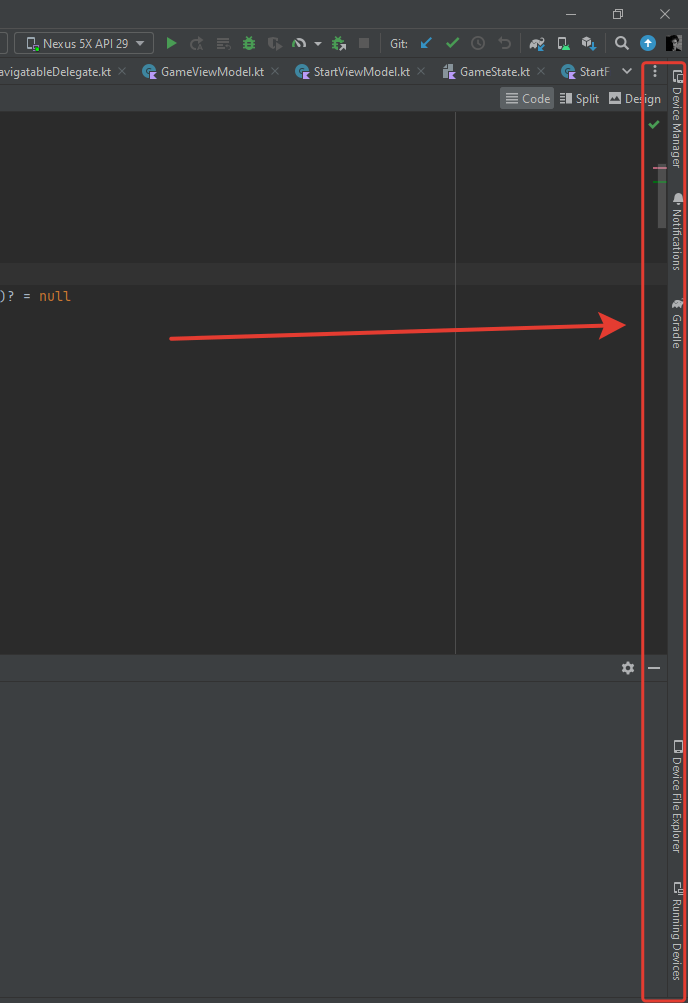 Nexus 5X API 29 Git:
avigatableDelegate.kt GameViewModel.kt StartViewModel.kt GameState.kt StartF
Code Split Design
)? = null
Device Manager
Notifications
Gradle
Device File Explorer
Running Devices